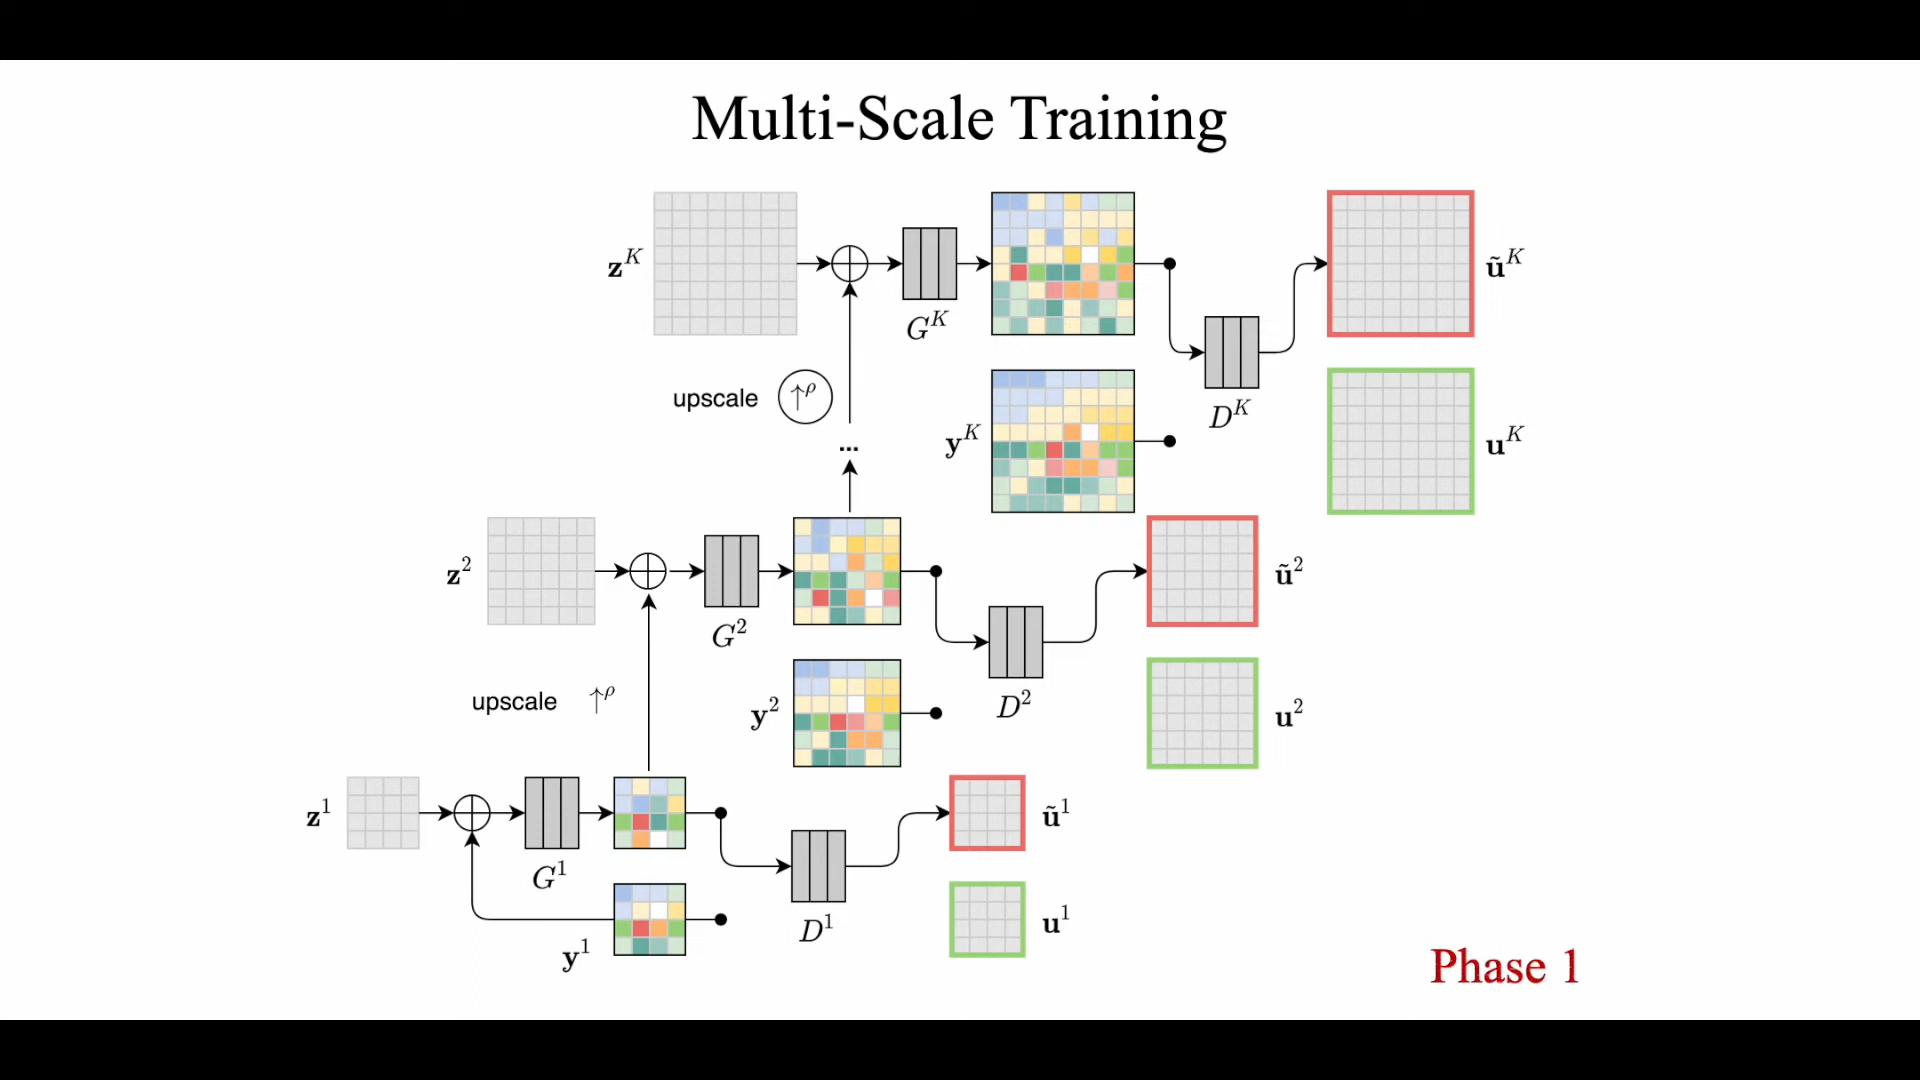 Multi-Scale Training
z^K
G^K
ũ^K
upscale ↑^ρ
D^K
y^K
u^K
...
z^2
G^2
ũ^2
upscale ↑^ρ
D^2
y^2
u^2
z^1
G^1
ũ^1
D^1
y^1
u^1
Phase 1